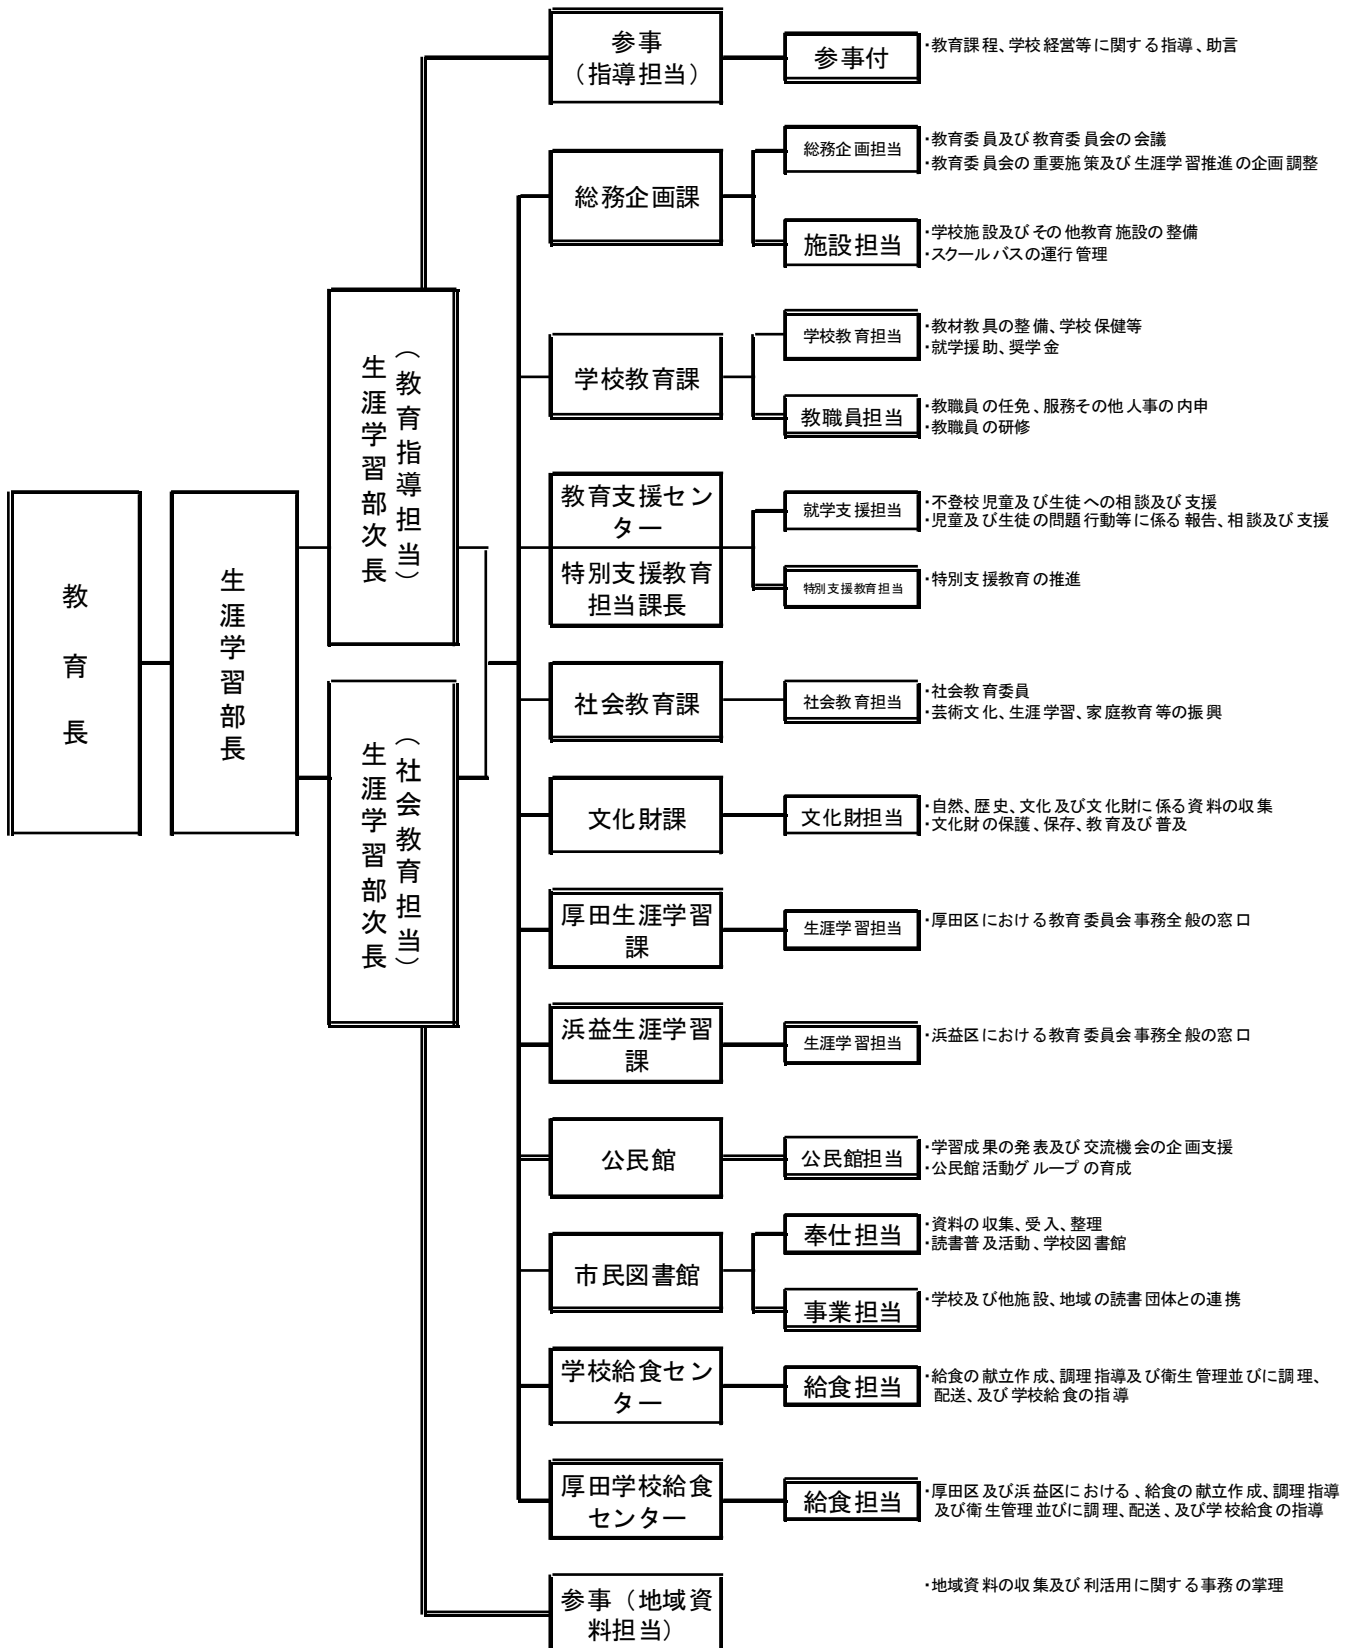 教育長
生涯学習部長
生涯学習部次長
（教育指導担当）
生涯学習部次長
（社会教育担当）
参事
（指導担当）
参事付
・教育課程、学校経営等に関する指導、助言
総務企画課
総務企画担当
・教育委員及び教育委員会の会議
・教育委員会の重要施策及び生涯学習推進の企画調整
施設担当
・学校施設及びその他教育施設の整備
・スクールバスの運行管理
学校教育課
学校教育担当
・教材教具の整備、学校保健等
・就学援助、奨学金
教職員担当
・教職員の任免、服務その他人事の内申
・教職員の研修
教育支援セン
ター
特別支援教育
担当課長
就学支援担当
・不登校児童及び生徒への相談及び支援
・児童及び生徒の問題行動等に係る報告、相談及び支援
特別支援教育担当
・特別支援教育の推進
社会教育課
社会教育担当
・社会教育委員
・芸術文化、生涯学習、家庭教育等の振興
文化財課
文化財担当
・自然、歴史、文化及び文化財に係る資料の収集
・文化財の保護、保存、教育及び普及
厚田生涯学習
課
生涯学習担当
・厚田区における教育委員会事務全般の窓口
浜益生涯学習
課
生涯学習担当
・浜益区における教育委員会事務全般の窓口
公民館
公民館担当
・学習成果の発表及び交流機会の企画支援
・公民館活動グループの育成
市民図書館
奉仕担当
・資料の収集、受入、整理
・読書普及活動、学校図書館
事業担当
・学校及び他施設、地域の読書団体との連携
学校給食セン
ター
給食担当
・給食の献立作成、調理指導及び衛生管理並びに調理、
配送、及び学校給食の指導
厚田学校給食
センター
給食担当
・厚田区及び浜益区における、給食の献立作成、調理指導
及び衛生管理並びに調理、配送、及び学校給食の指導
参事（地域資
料担当）
・地域資料の収集及び利活用に関する事務の掌理